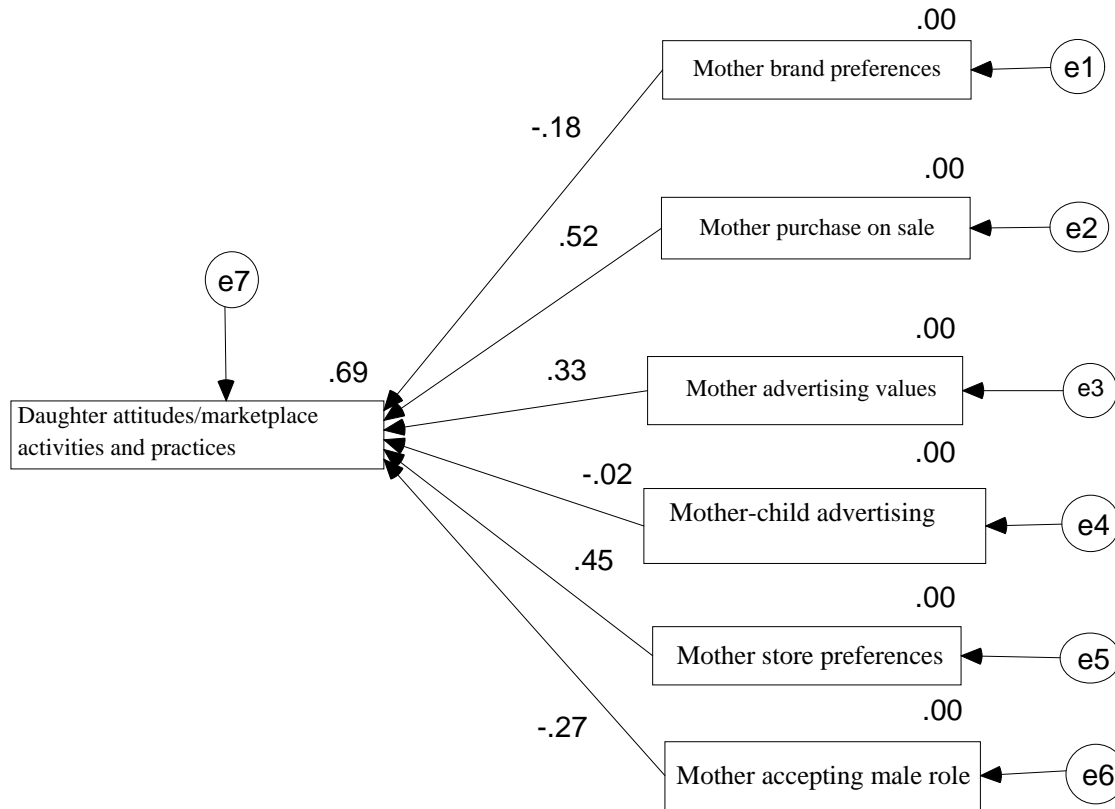 .00
Mother brand preferences
e1
-.18
.00
Mother purchase on sale
e2
.52
e7
.00
Mother advertising values
e3
.33
.69
Daughter attitudes/marketplace
activities and practices
.00
Mother-child advertising
e4
-.02
.45
.00
Mother store preferences
e5
.00
-.27
Mother accepting male role
e6